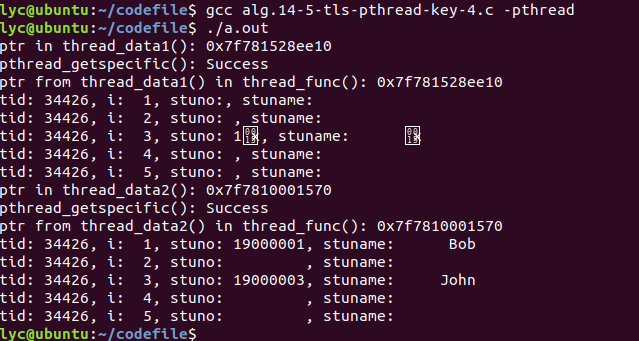 lyc@ubuntu:~/codefile$ gcc alg.14-5-tls-pthread-key-4.c -pthread
lyc@ubuntu:~/codefile$ ./a.out
ptr in thread_data1(): 0x7f781528ee10
pthread_getspecific(): Success
ptr from thread_data1() in thread_func(): 0x7f781528ee10
tid: 34426, i:  1, stuno:, stuname:
tid: 34426, i:  2, stuno: , stuname:
tid: 34426, i:  3, stuno: 1, stuname:
tid: 34426, i:  4, stuno: , stuname:
tid: 34426, i:  5, stuno: , stuname:
ptr in thread_data2(): 0x7f7810001570
pthread_getspecific(): Success
ptr from thread_data2() in thread_func(): 0x7f7810001570
tid: 34426, i:  1, stuno: 19000001, stuname:      Bob
tid: 34426, i:  2, stuno:         , stuname:
tid: 34426, i:  3, stuno: 19000003, stuname:     John
tid: 34426, i:  4, stuno:         , stuname:
tid: 34426, i:  5, stuno:         , stuname:
lyc@ubuntu:~/codefile$